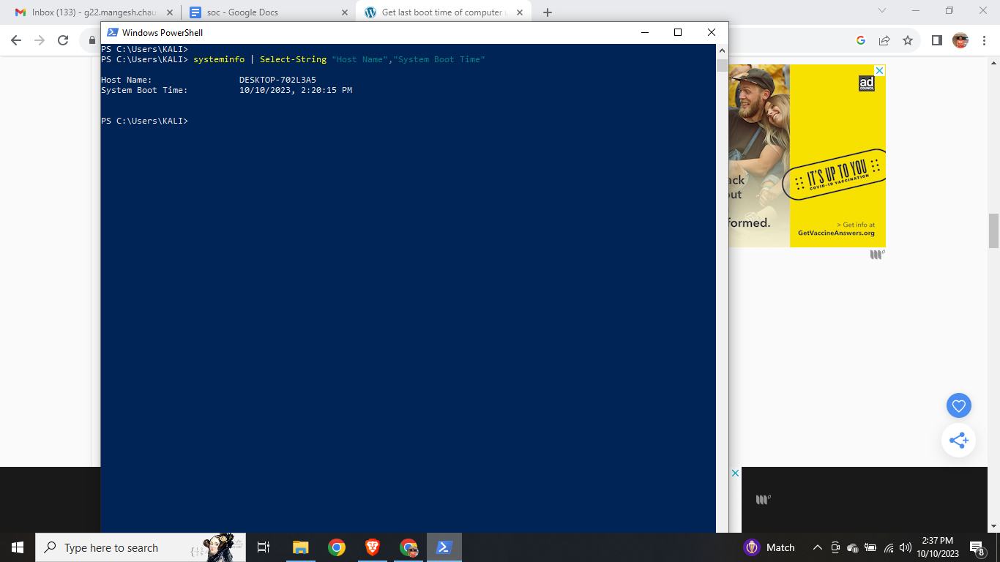 Inbox (133) - g22.mangesh.chau
soc - Google Docs
Get last boot time of computer u
Windows PowerShell
PS C:\Users\KALI>
PS C:\Users\KALI> systeminfo | Select-String "Host Name","System Boot Time"
Host Name: DESKTOP-702L3A5
System Boot Time: 10/10/2023, 2:20:15 PM
PS C:\Users\KALI>
ad
COUNCIL
IT'S UP TO YOU
COVID-19 VACCINATION
ack
out
formed.
> Get info at
GetVaccineAnswers.org
Type here to search
Match
2:37 PM
10/10/2023
8